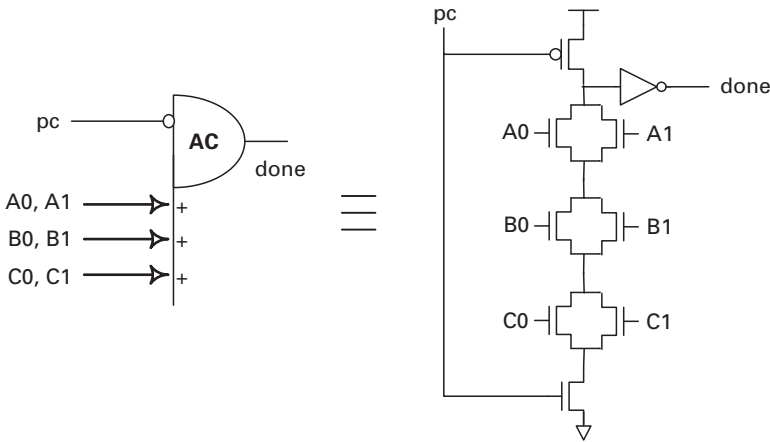 pc
AC
done
A0, A1
+
B0, B1
+
C0, C1
+
pc
done
A0
A1
B0
B1
C0
C1